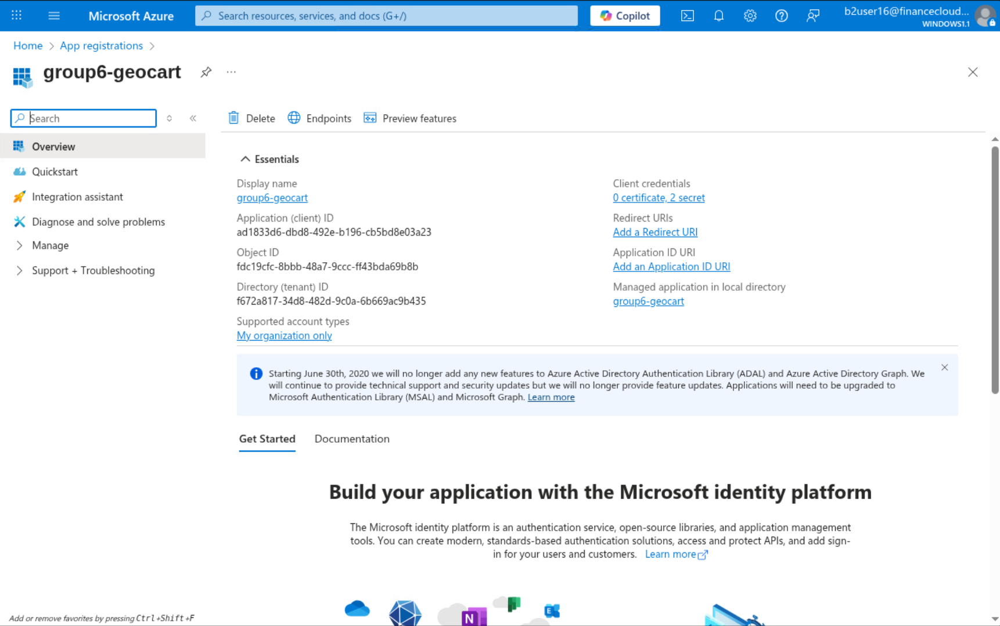 Microsoft Azure
Search resources, services, and docs (G+/)
Copilot
b2user16@financecloud...
WINDOWS1.1
Home > App registrations >
group6-geocart
...
Search
Overview
Quickstart
Integration assistant
Diagnose and solve problems
Manage
Support + Troubleshooting
Delete
Endpoints
Preview features
Essentials
Display name
group6-geocart
Application (client) ID
ad1833d6-dbd8-492e-b196-cb5bd8e03a23
Object ID
fdc19cfc-8bbb-48a7-9ccc-ff43bda69b8b
Directory (tenant) ID
f672a817-34d8-482d-9c0a-6b669ac9b435
Supported account types
My organization only
Client credentials
0 certificate, 2 secret
Redirect URIs
Add a Redirect URI
Application ID URI
Add an Application ID URI
Managed application in local directory
group6-geocart
Starting June 30th, 2020 we will no longer add any new features to Azure Active Directory Authentication Library (ADAL) and Azure Active Directory Graph. We
will continue to provide technical support and security updates but we will no longer provide feature updates. Applications will need to be upgraded to
Microsoft Authentication Library (MSAL) and Microsoft Graph. Learn more
Get Started
Documentation
Build your application with the Microsoft identity platform
The Microsoft identity platform is an authentication service, open-source libraries, and application management
tools. You can create modern, standards-based authentication solutions, access and protect APIs, and add sign-
in for your users and customers. Learn more
N
E
Add or remove favorites by pressing Ctrl+Shift+F